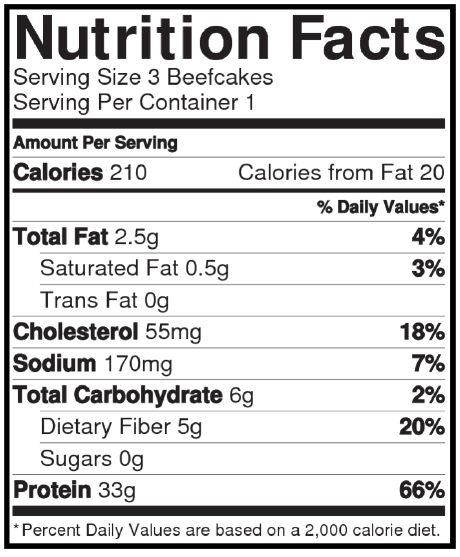 Nutrition Facts
Serving Size 3 Beefcakes
Serving Per Container 1
Amount Per Serving
Calories 210 Calories from Fat 20
% Daily Values*
Total Fat 2.5g 4%
Saturated Fat 0.5g 3%
Trans Fat 0g
Cholesterol 55mg 18%
Sodium 170mg 7%
Total Carbohydrate 6g 2%
Dietary Fiber 5g 20%
Sugars 0g
Protein 33g 66%
* Percent Daily Values are based on a 2,000 calorie diet.